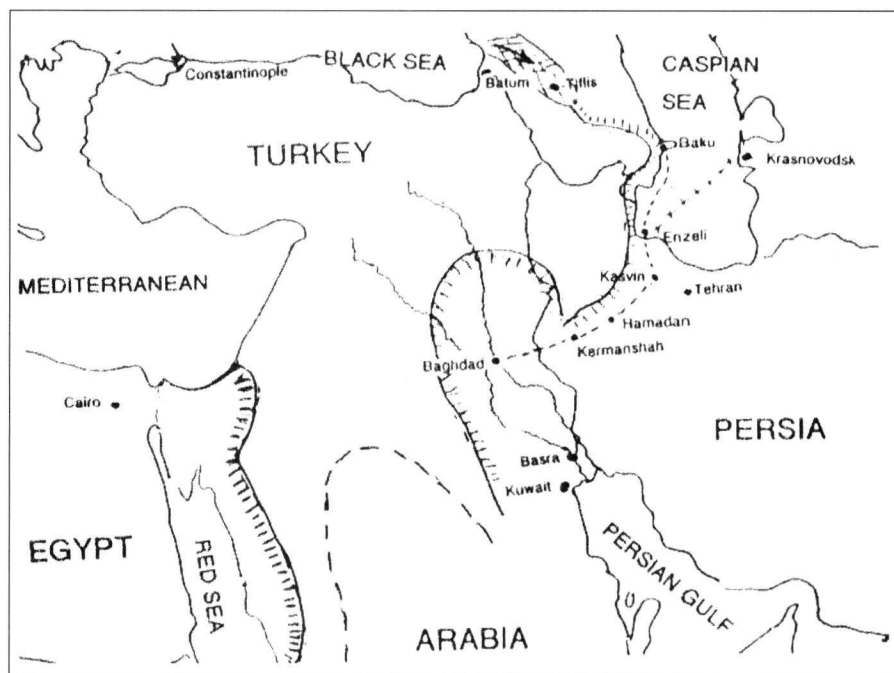 BLACK SEA
Constantinople
Batum
Tiflis
CASPIAN
SEA
TURKEY
Baku
Krasnovodsk
Enzeli
MEDITERRANEAN
Kasvin
Tehran
Hamadan
Kermanshah
Baghdad
Cairo
PERSIA
Basra
Kuwait
EGYPT
RED SEA
PERSIAN GULF
ARABIA